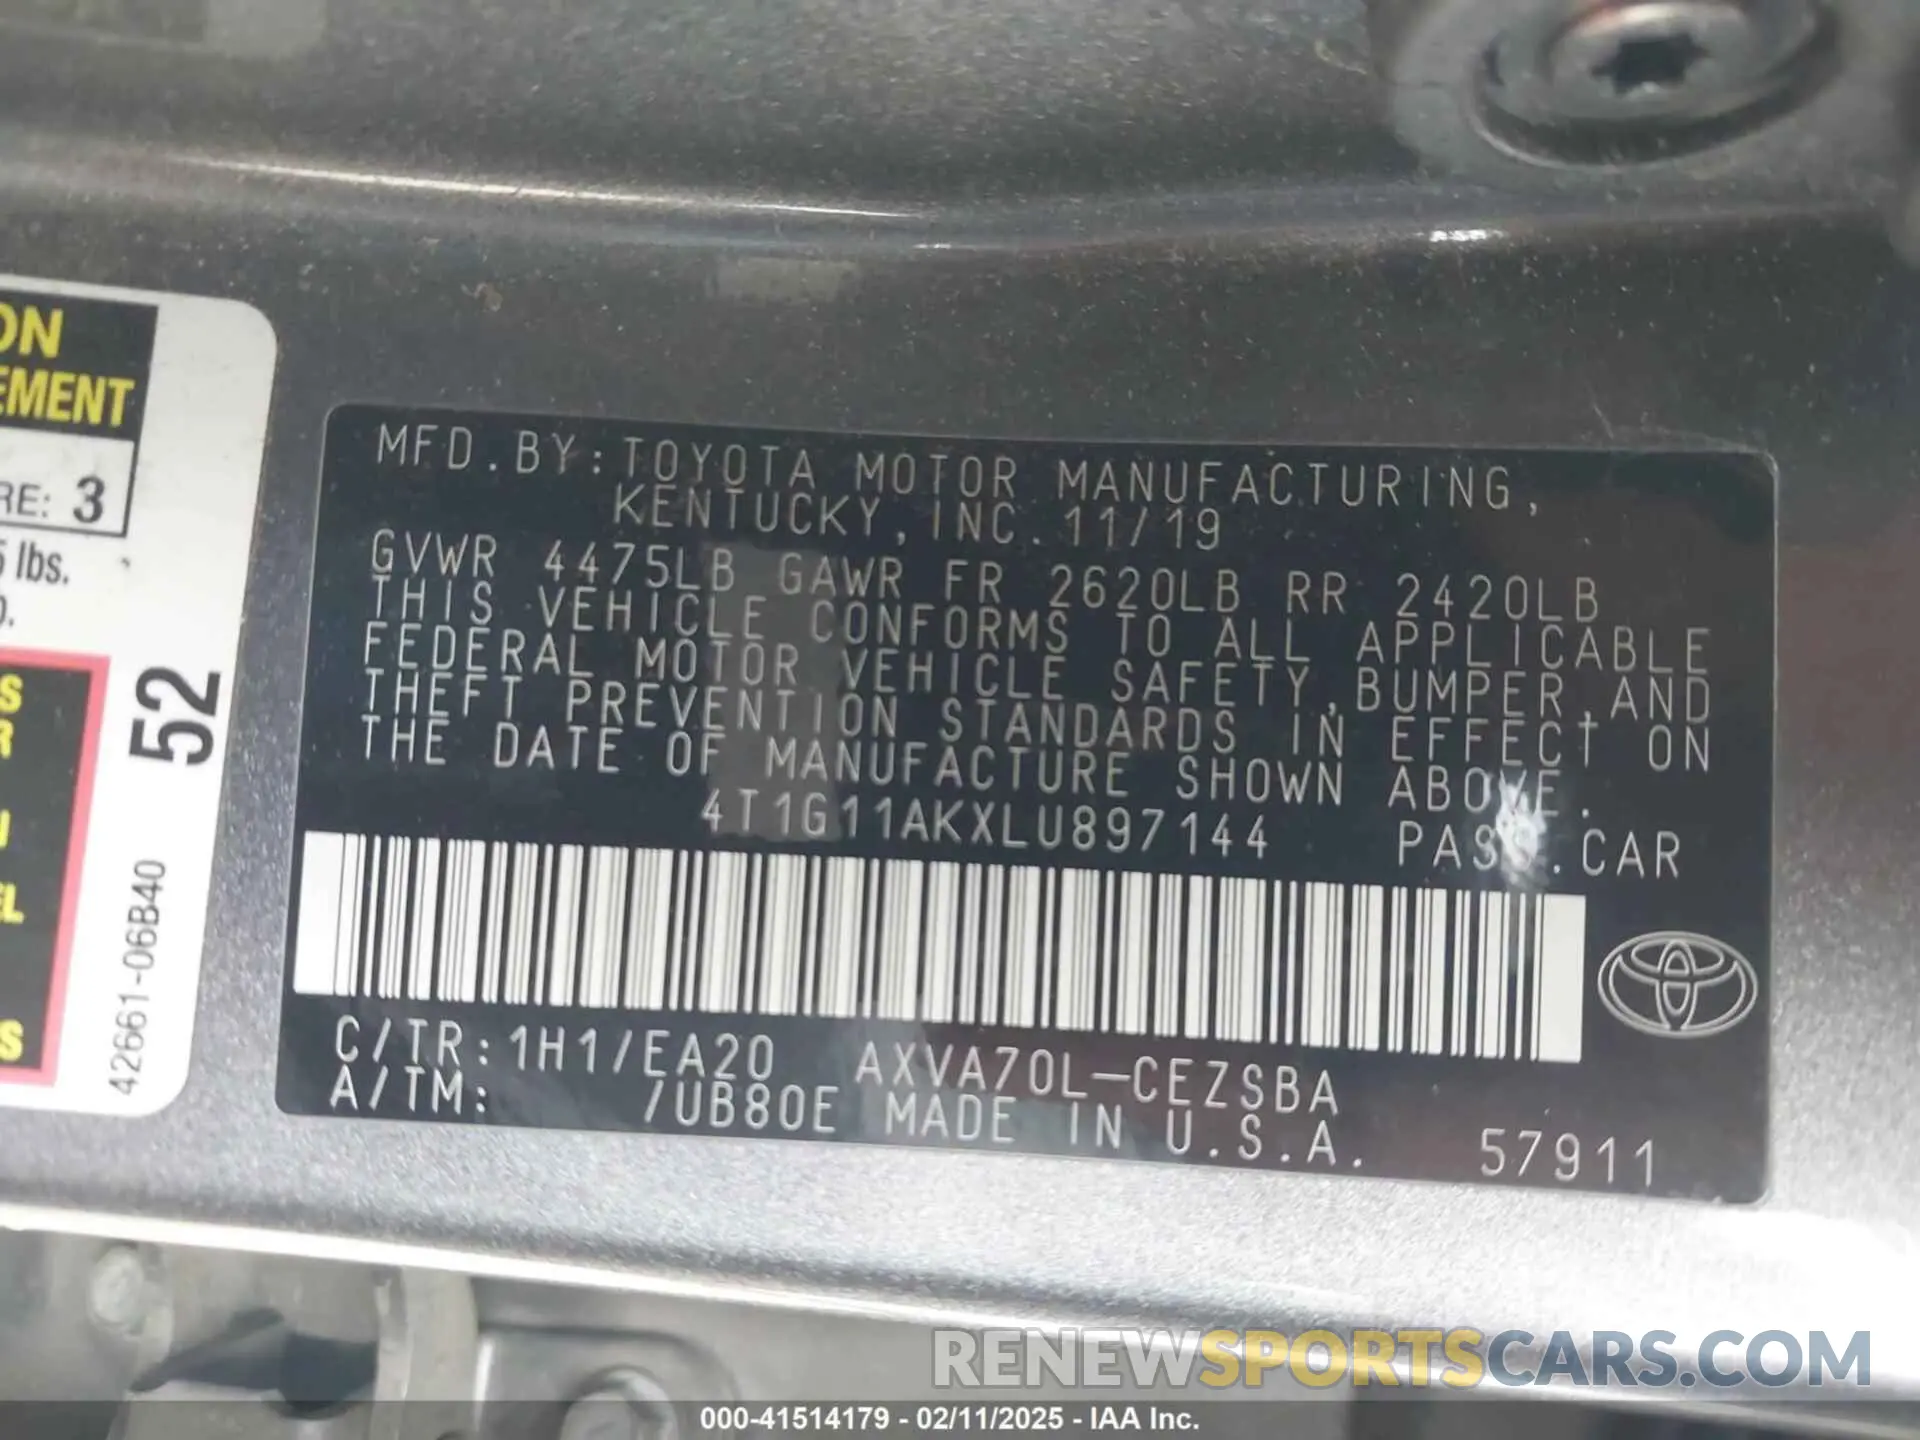 ON
EMENT
RE: 3
5 lbs.
52
S
R
EL
S
42661-06B40
MFD.BY:TOYOTA MOTOR MANUFACTURING,
KENTUCKY,INC.11/19
GVWR 4475LB GAWR FR 2620LB RR 2420LB
THIS VEHICLE CONFORMS TO ALL APPLICABLE
FEDERAL MOTOR VEHICLE SAFETY,BUMPER,AND
THEFT PREVENTION STANDARDS IN EFFECT ON
THE DATE OF MANUFACTURE SHOWN ABOVE.
4T1G11AKXLU897144 PASS.CAR
C/TR:1H1/EA20 AXVA70L-CEZSBA
A/TM: /UB80E MADE IN U.S.A. 57911
RENEWSPORTSCARS.COM
000-41514179 - 02/11/2025 - IAA Inc.